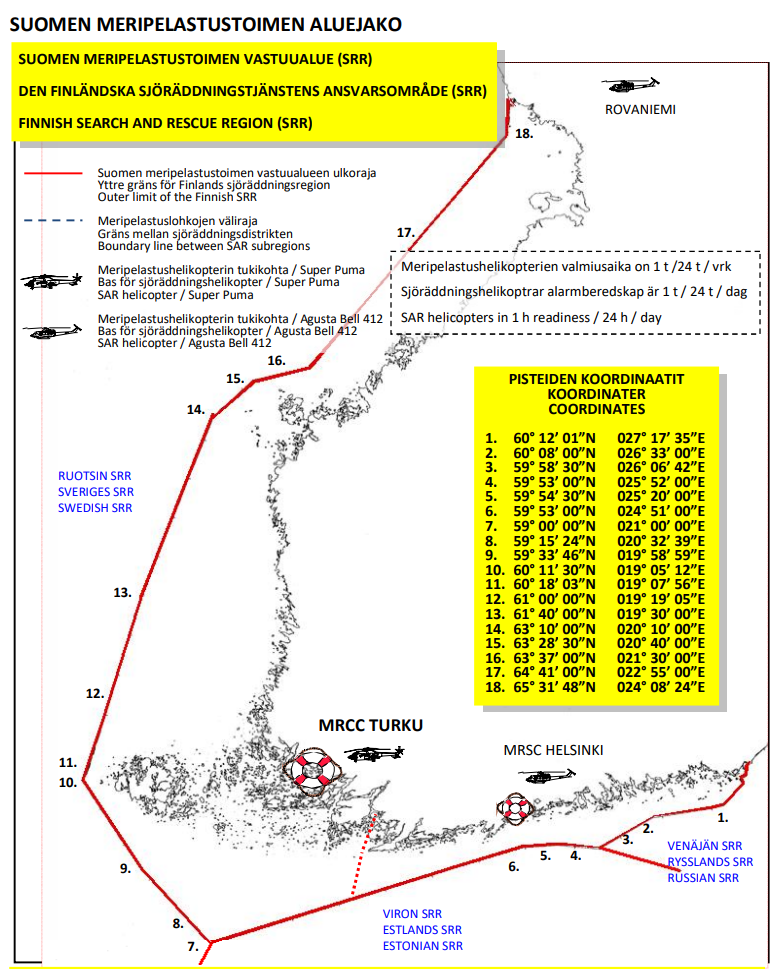 SUOMEN MERIPELASTUSTOIMEN ALUEJAKO
SUOMEN MERIPELASTUSTOIMEN VASTUUALUE (SRR)
DEN FINLÄNDSKA SJÖRÄDDNINGSTJÄNSTENS ANSVARSOMRÅDE (SRR)
FINNISH SEARCH AND RESCUE REGION (SRR)
ROVANIEMI
18.
Suomen meripelastustoimen vastuualueen ulkoraja
Yttre gräns för Finlands sjöräddningsregion
Outer limit of the Finnish SRR
Meripelastuslohkojen väliraja
Gräns mellan sjöräddningsdistrikten
Boundary line between SAR subregions
17.
Meripelastushelikopterin tukikohta / Super Puma
Bas för sjöräddningshelikopter / Super Puma
SAR helicopter / Super Puma
Meripelastushelikopterin tukikohta / Agusta Bell 412
Bas för sjöräddningshelikopter / Agusta Bell 412
SAR helicopter / Agusta Bell 412
Meripelastushelikopterien valmiusaika on 1 t /24 t / vrk
Sjöräddningshelikoptrar alarmberedskap är 1 t / 24 t / dag
SAR helicopters in 1 h readiness / 24 h / day
16.
15.
14.
PISTEIDEN KOORDINAATIT
KOORDINATER
COORDINATES
1. 60° 12’ 01”N 027° 17’ 35”E
2. 60° 08’ 00”N 026° 33’ 00”E
3. 59° 58’ 30”N 026° 06’ 42”E
4. 59° 53’ 00”N 025° 52’ 00”E
5. 59° 54’ 30”N 025° 20’ 00”E
6. 59° 53’ 00”N 024° 51’ 00”E
7. 59° 00’ 00”N 021° 00’ 00”E
8. 59° 15’ 24”N 020° 32’ 39”E
9. 59° 33’ 46”N 019° 58’ 59”E
10. 60° 11’ 30”N 019° 05’ 12”E
11. 60° 18’ 03”N 019° 07’ 56”E
12. 61° 00’ 00”N 019° 19’ 05”E
13. 61° 40’ 00”N 019° 30’ 00”E
14. 63° 10’ 00”N 020° 10’ 00”E
15. 63° 28’ 30”N 020° 40’ 00”E
16. 63° 37’ 00”N 021° 30’ 00”E
17. 64° 41’ 00”N 022° 55’ 00”E
18. 65° 31’ 48”N 024° 08’ 24”E
RUOTSIN SRR
SVERIGES SRR
SWEDISH SRR
13.
12.
MRCC TURKU
MRSC HELSINKI
11.
10.
1.
2.
3.
4.
5.
6.
VENÄJÄN SRR
RYSSLANDS SRR
RUSSIAN SRR
9.
8.
7.
VIRON SRR
ESTLANDS SRR
ESTONIAN SRR